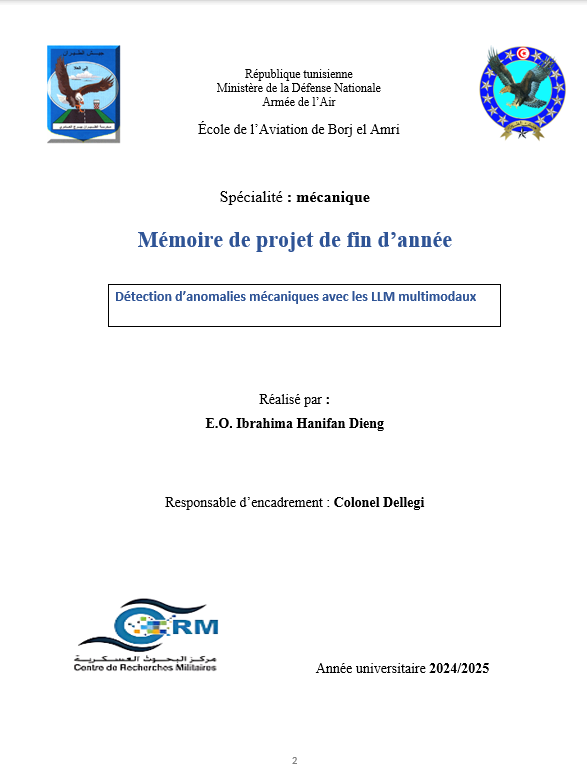 République tunisienne
Ministère de la Défense Nationale
Armée de l'Air
École de l'Aviation de Borj el Amri
Spécialité : mécanique
Mémoire de projet de fin d'année
Détection d'anomalies mécaniques avec les LLM multimodaux
Réalisé par :
E.O. Ibrahima Hanifan Dieng
Responsable d'encadrement : Colonel Dellegi
CRM
مركز البحوث العسكرية
Centre de Recherches Militaires
Année universitaire 2024/2025
2